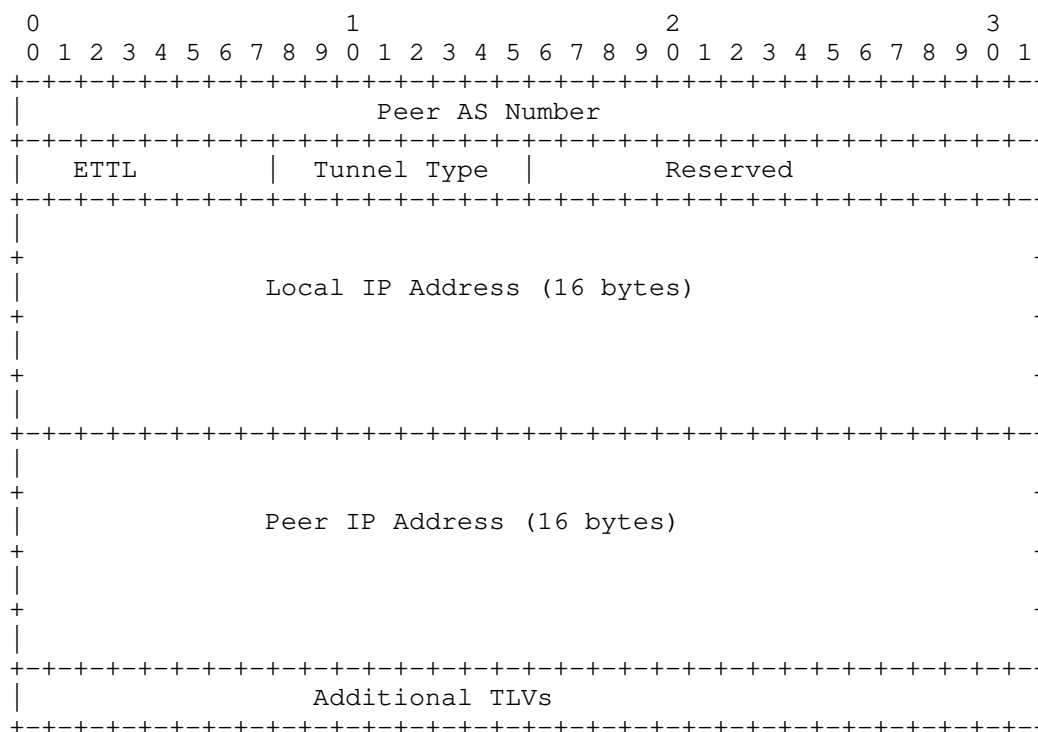 0                   1                   2                   3
 0 1 2 3 4 5 6 7 8 9 0 1 2 3 4 5 6 7 8 9 0 1 2 3 4 5 6 7 8 9 0 1
+-+-+-+-+-+-+-+-+-+-+-+-+-+-+-+-+-+-+-+-+-+-+-+-+-+-+-+-+-+-+-+-
|                      Peer AS Number
+-+-+-+-+-+-+-+-+-+-+-+-+-+-+-+-+-+-+-+-+-+-+-+-+-+-+-+-+-+-+-+-
|   ETTL        |  Tunnel Type  |        Reserved
+-+-+-+-+-+-+-+-+-+-+-+-+-+-+-+-+-+-+-+-+-+-+-+-+-+-+-+-+-+-+-+-
|
+                                                               -
|               Local IP Address (16 bytes)
+                                                               -
|
+                                                               -
|
+-+-+-+-+-+-+-+-+-+-+-+-+-+-+-+-+-+-+-+-+-+-+-+-+-+-+-+-+-+-+-+-
|
+                                                               -
|               Peer IP Address (16 bytes)
+                                                               -
|
+                                                               -
|
+-+-+-+-+-+-+-+-+-+-+-+-+-+-+-+-+-+-+-+-+-+-+-+-+-+-+-+-+-+-+-+-
|                  Additional TLVs
+-+-+-+-+-+-+-+-+-+-+-+-+-+-+-+-+-+-+-+-+-+-+-+-+-+-+-+-+-+-+-+-